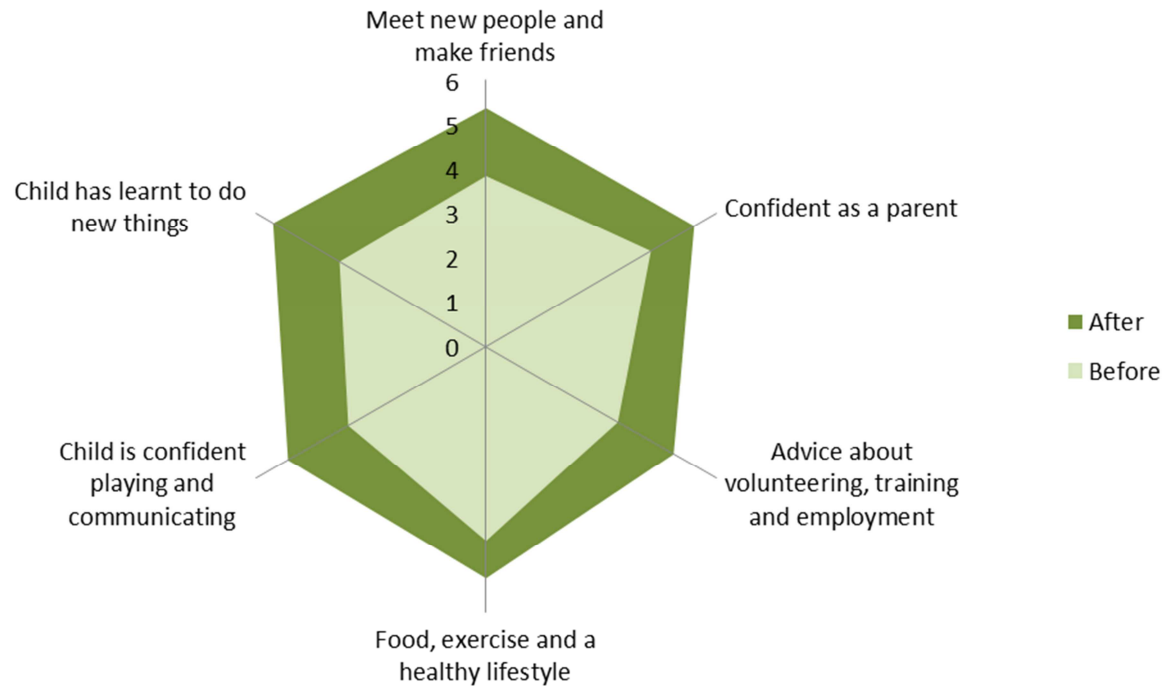 Meet new people and
make friends
6
5
4
3
2
1
0
Child has learnt to do
new things
Confident as a parent
After
Before
Child is confident
playing and
communicating
Advice about
volunteering, training
and employment
Food, exercise and a
healthy lifestyle